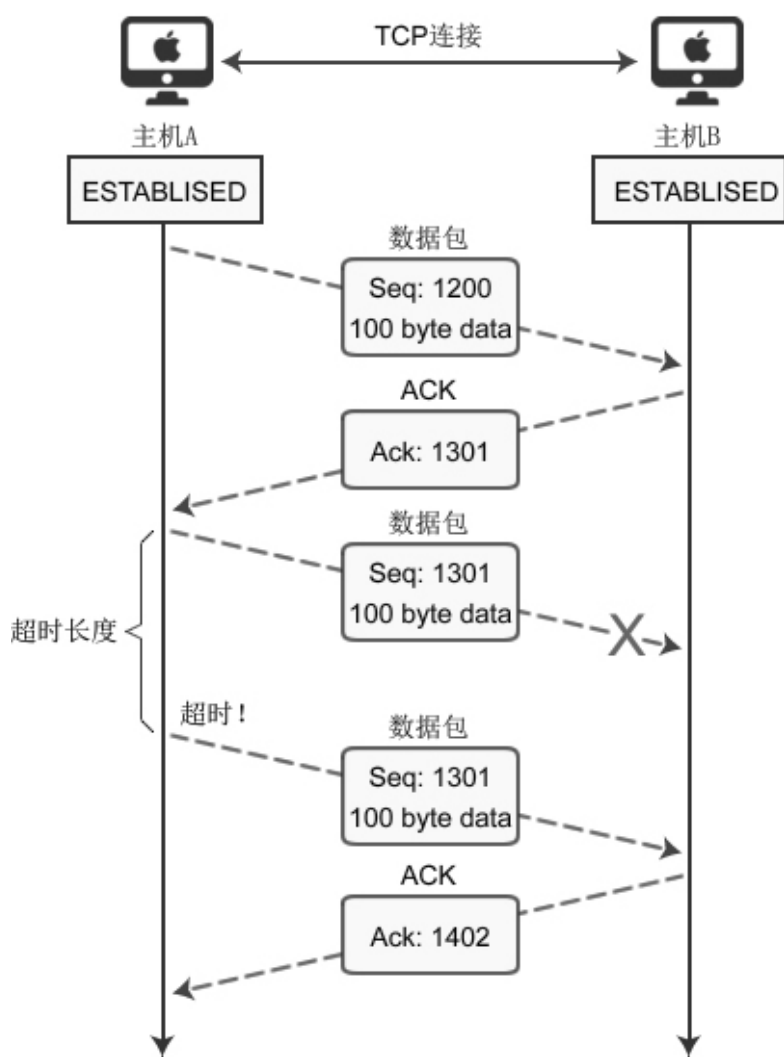 TCP连接
主机A
主机B
ESTABLISED
ESTABLISED
数据包
Seq: 1200
100 byte data
ACK
Ack: 1301
数据包
Seq: 1301
100 byte data
X
超时长度
超时！
数据包
Seq: 1301
100 byte data
ACK
Ack: 1402